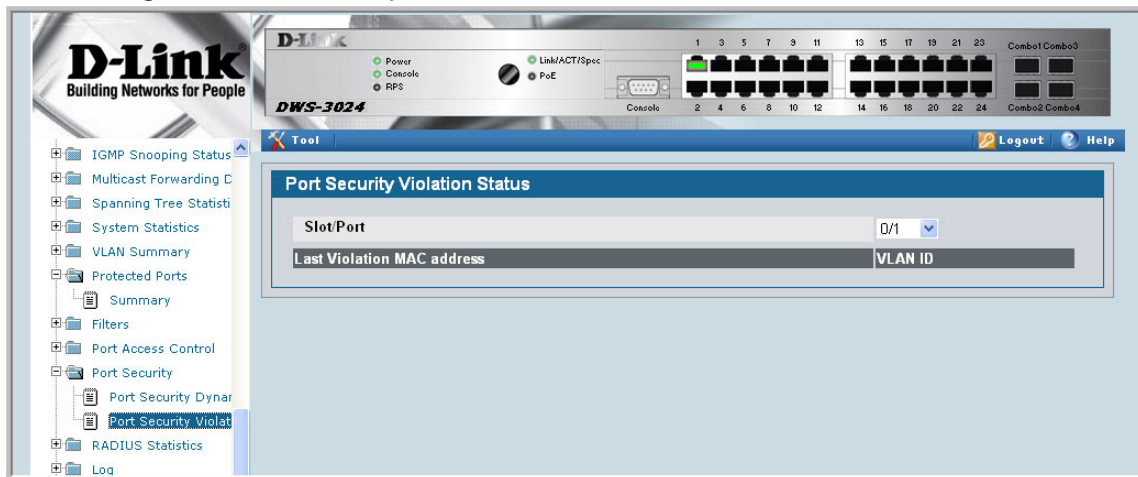 D-Link
Building Networks for People
D-Link
Power
Console
RPS
Link/ACT/Spec
PoE
Console
DWS-3024
1 3 5 7 9 11 13 15 17 19 21 23
2 4 6 8 10 12 14 16 18 20 22 24
Combo1 Combo3
Combo2 Combo4
Tool
Logout
Help
IGMP Snooping Status
Multicast Forwarding D
Spanning Tree Statisti
System Statistics
VLAN Summary
Protected Ports
Summary
Filters
Port Access Control
Port Security
Port Security Dynar
Port Security Violat
RADIUS Statistics
Log
Port Security Violation Status
Slot/Port
0/1
Last Violation MAC address
VLAN ID